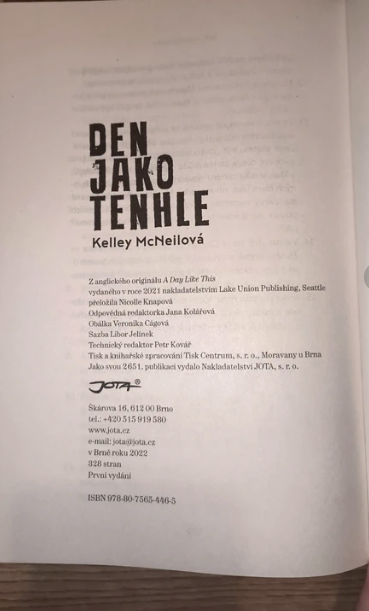 DEN
JAKO
TENHLE
Kelley McNeilová
Z anglického originálu A Day Like This
vydaného v roce 2021 nakladatelstvím Lake Union Publishing, Seattle
přeložila Nicolle Knapová
Odpovědná redaktorka Jana Kolářová
Obálka Veronika Cágová
Sazba Libor Jelínek
Technický redaktor Petr Kovář
Tisk a knihařské zpracování Tisk Centrum, s. r. o., Moravany u Brna
Jako svou 2 651. publikaci vydalo Nakladatelství JOTA, s. r. o.
JOTA®
Škárova 16, 612 00 Brno
tel.: +420 515 919 580
www.jota.cz
e-mail: jota@jota.cz
v Brně roku 2022
328 stran
První vydání
ISBN 978-80-7565-446-5